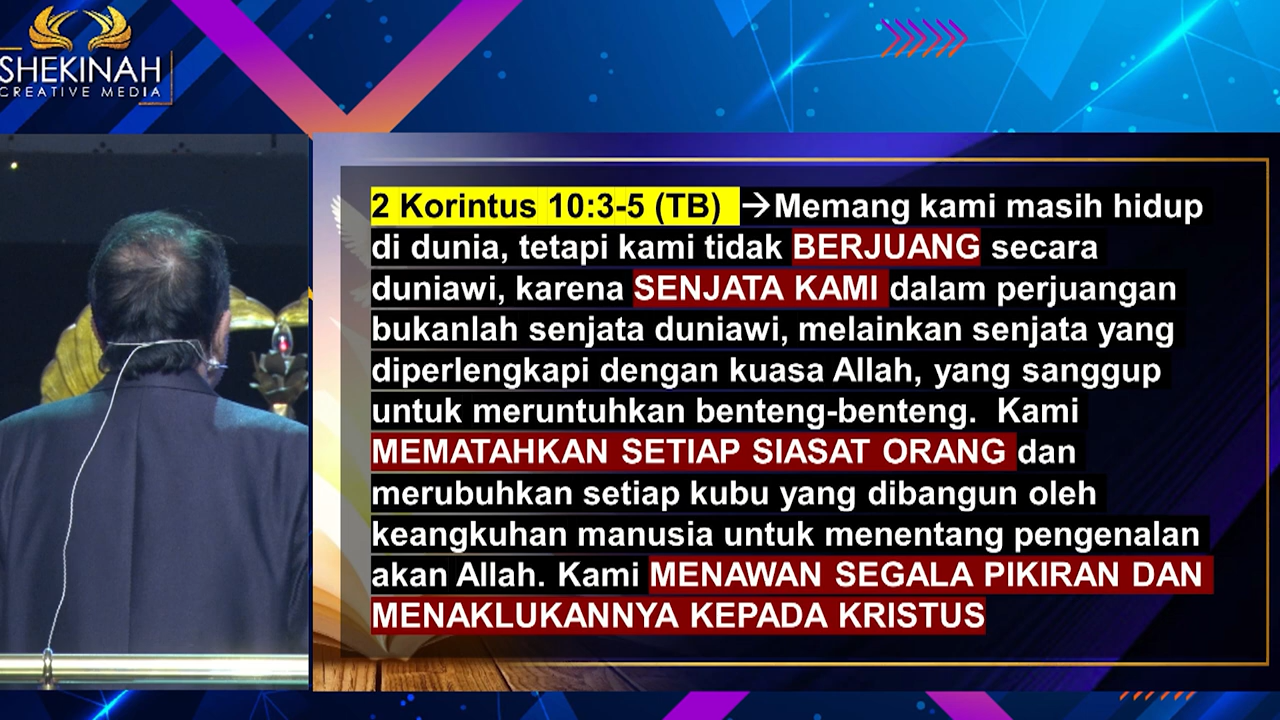 SHEKINAH
CREATIVE MEDIA
2 Korintus 10:3-5 (TB) →Memang kami masih hidup
di dunia, tetapi kami tidak BERJUANG secara
duniawi, karena SENJATA KAMI dalam perjuangan
bukanlah senjata duniawi, melainkan senjata yang
diperlengkapi dengan kuasa Allah, yang sanggup
untuk meruntuhkan benteng-benteng. Kami
MEMATAHKAN SETIAP SIASAT ORANG dan
merubuhkan setiap kubu yang dibangun oleh
keangkuhan manusia untuk menentang pengenalan
akan Allah. Kami MENAWAN SEGALA PIKIRAN DAN
MENAKLUKANNYA KEPADA KRISTUS